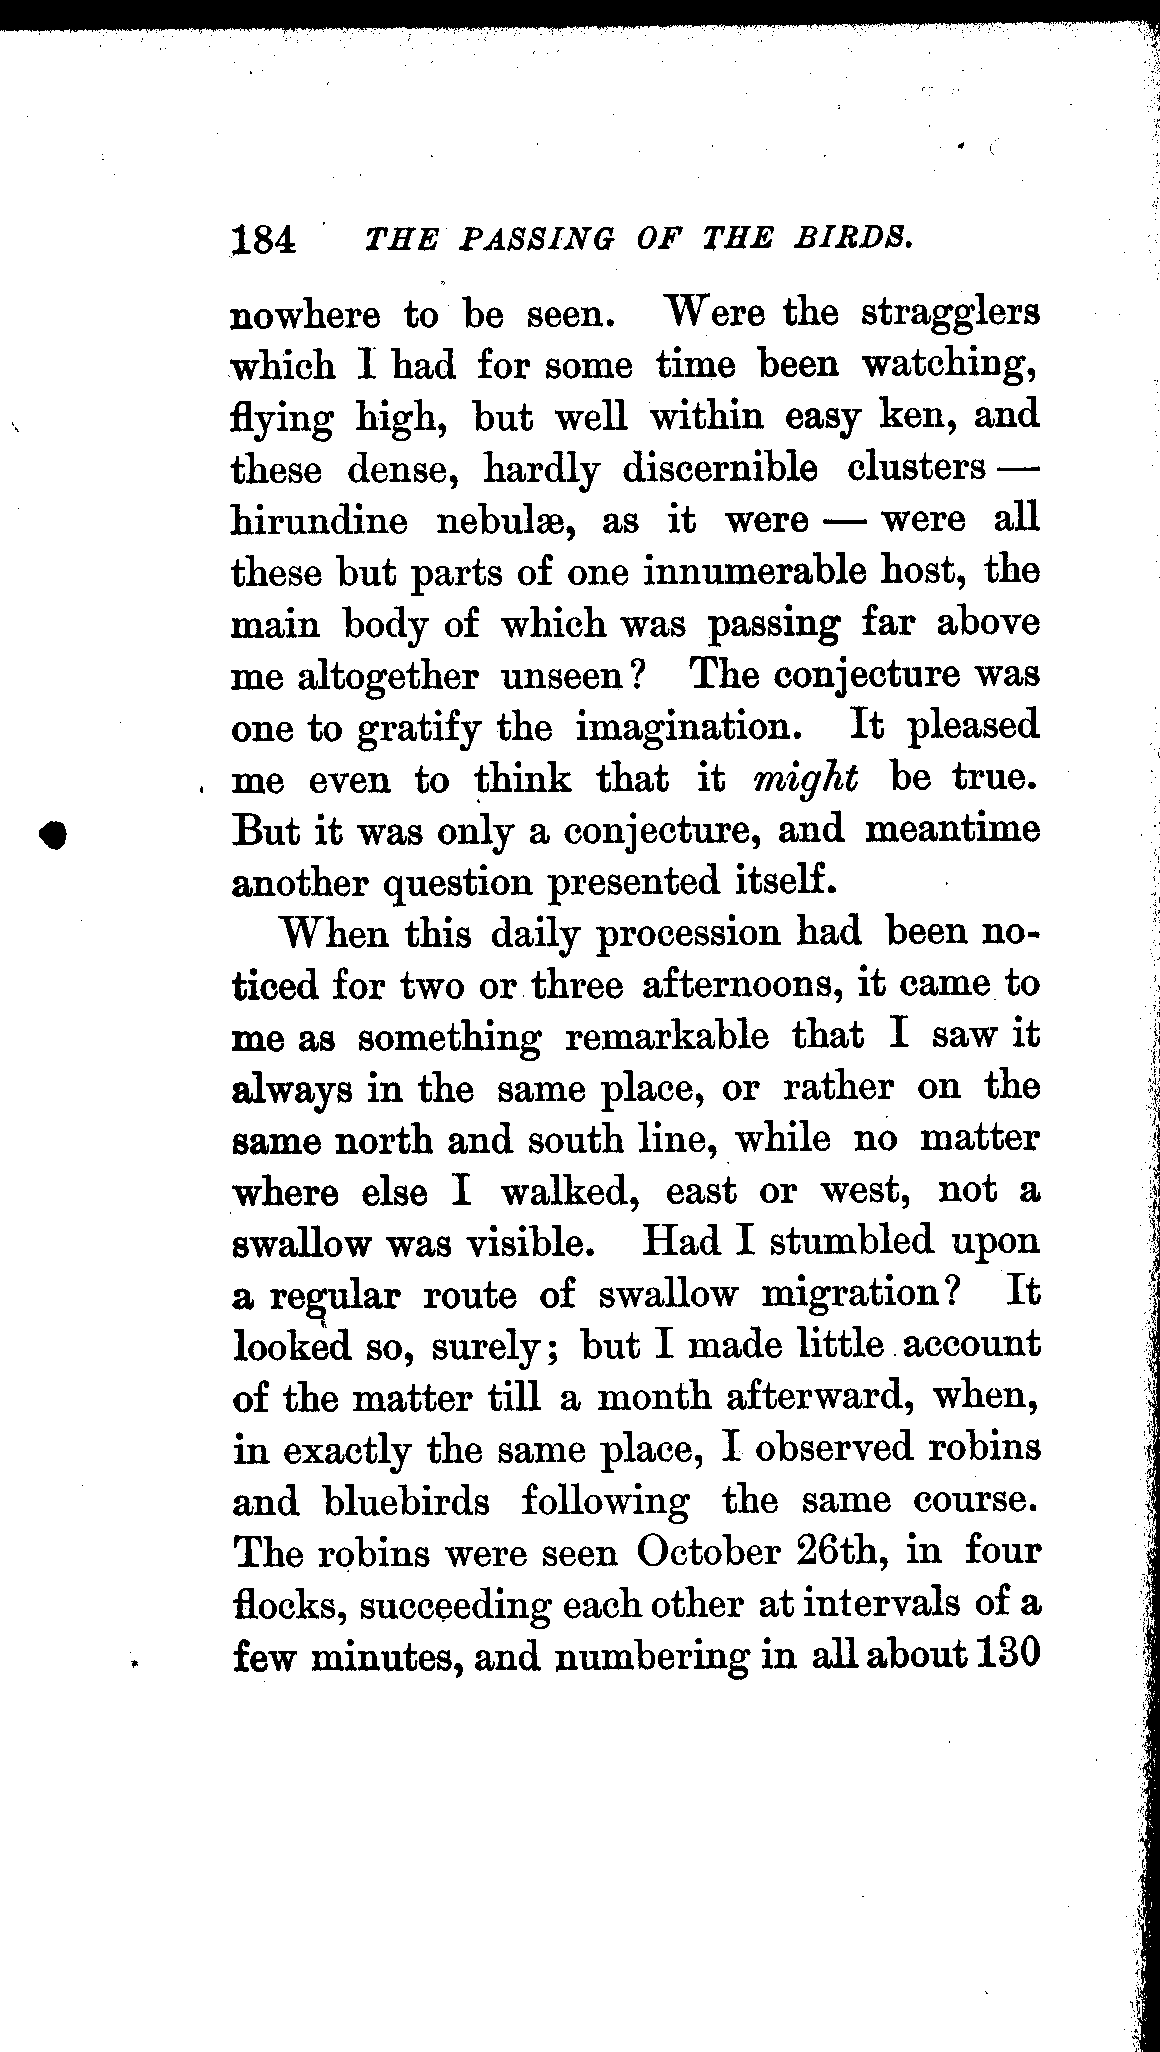 184 THE PASSING OF THE BIRDS.
nowhere to be seen. Were the stragglers
which I had for some time been watching,
flying high, but well within easy ken, and
these dense, hardly discernible clusters —
hirundine nebulæ, as it were — were all
these but parts of one innumerable host, the
main body of which was passing far above
me altogether unseen? The conjecture was
one to gratify the imagination. It pleased
me even to think that it might be true.
But it was only a conjecture, and meantime
another question presented itself.
When this daily procession had been no-
ticed for two or three afternoons, it came to
me as something remarkable that I saw it
always in the same place, or rather on the
same north and south line, while no matter
where else I walked, east or west, not a
swallow was visible. Had I stumbled upon
a regular route of swallow migration? It
looked so, surely; but I made little account
of the matter till a month afterward, when,
in exactly the same place, I observed robins
and bluebirds following the same course.
The robins were seen October 26th, in four
flocks, succeeding each other at intervals of a
few minutes, and numbering in all about 130